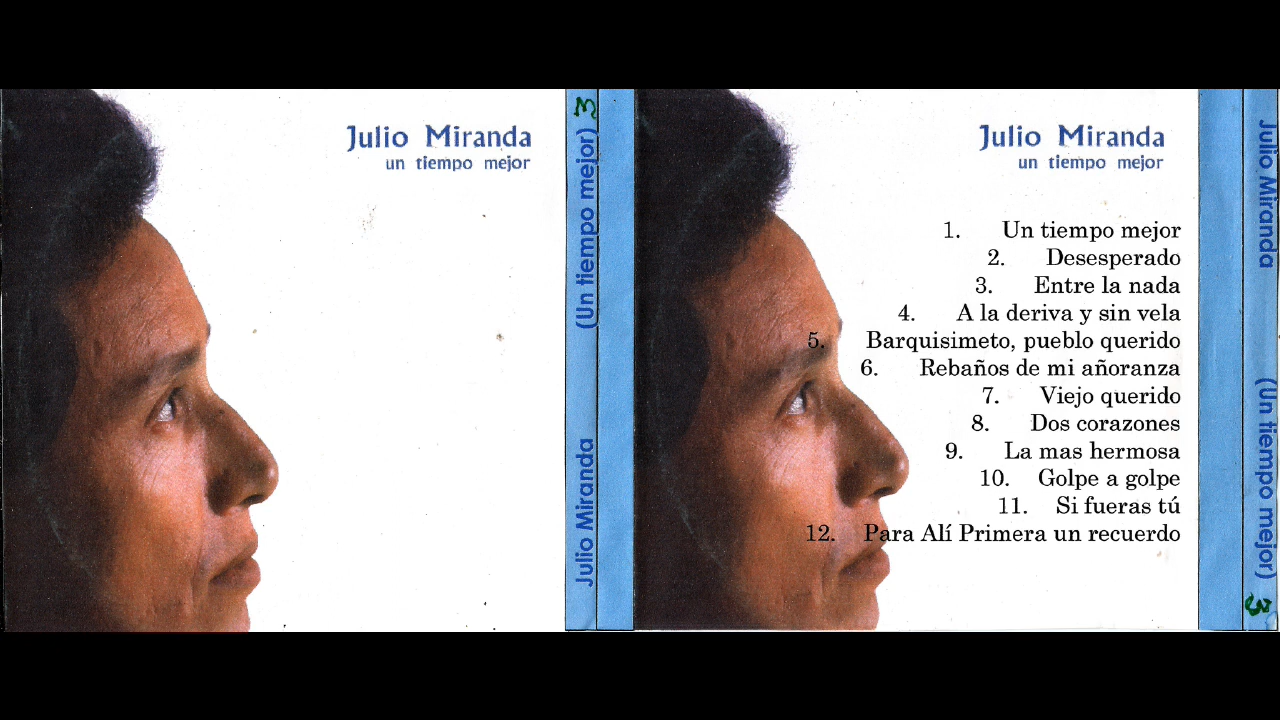 Julio Miranda
un tiempo mejor
Julio Miranda (Un tiempo mejor) 3
Julio Miranda
un tiempo mejor
1. Un tiempo mejor
2. Desesperado
3. Entre la nada
4. A la deriva y sin vela
5. Barquisimeto, pueblo querido
6. Rebaños de mi añoranza
7. Viejo querido
8. Dos corazones
9. La mas hermosa
10. Golpe a golpe
11. Si fueras tú
12. Para Alí Primera un recuerdo
Julio Miranda (Un tiempo mejor) 3